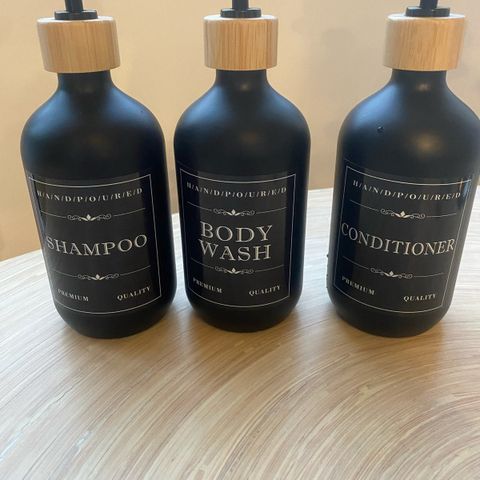 H/A/N/D/P/O/U/R/E/D
SHAMPOO
PREMIUM QUALITY
H/A/N/D/P/O/U/R/E/D
BODY
WASH
PREMIUM QUALITY
H/A/N/D/P/O/U/R/E/D
CONDITIONER
PREMIUM QUALITY